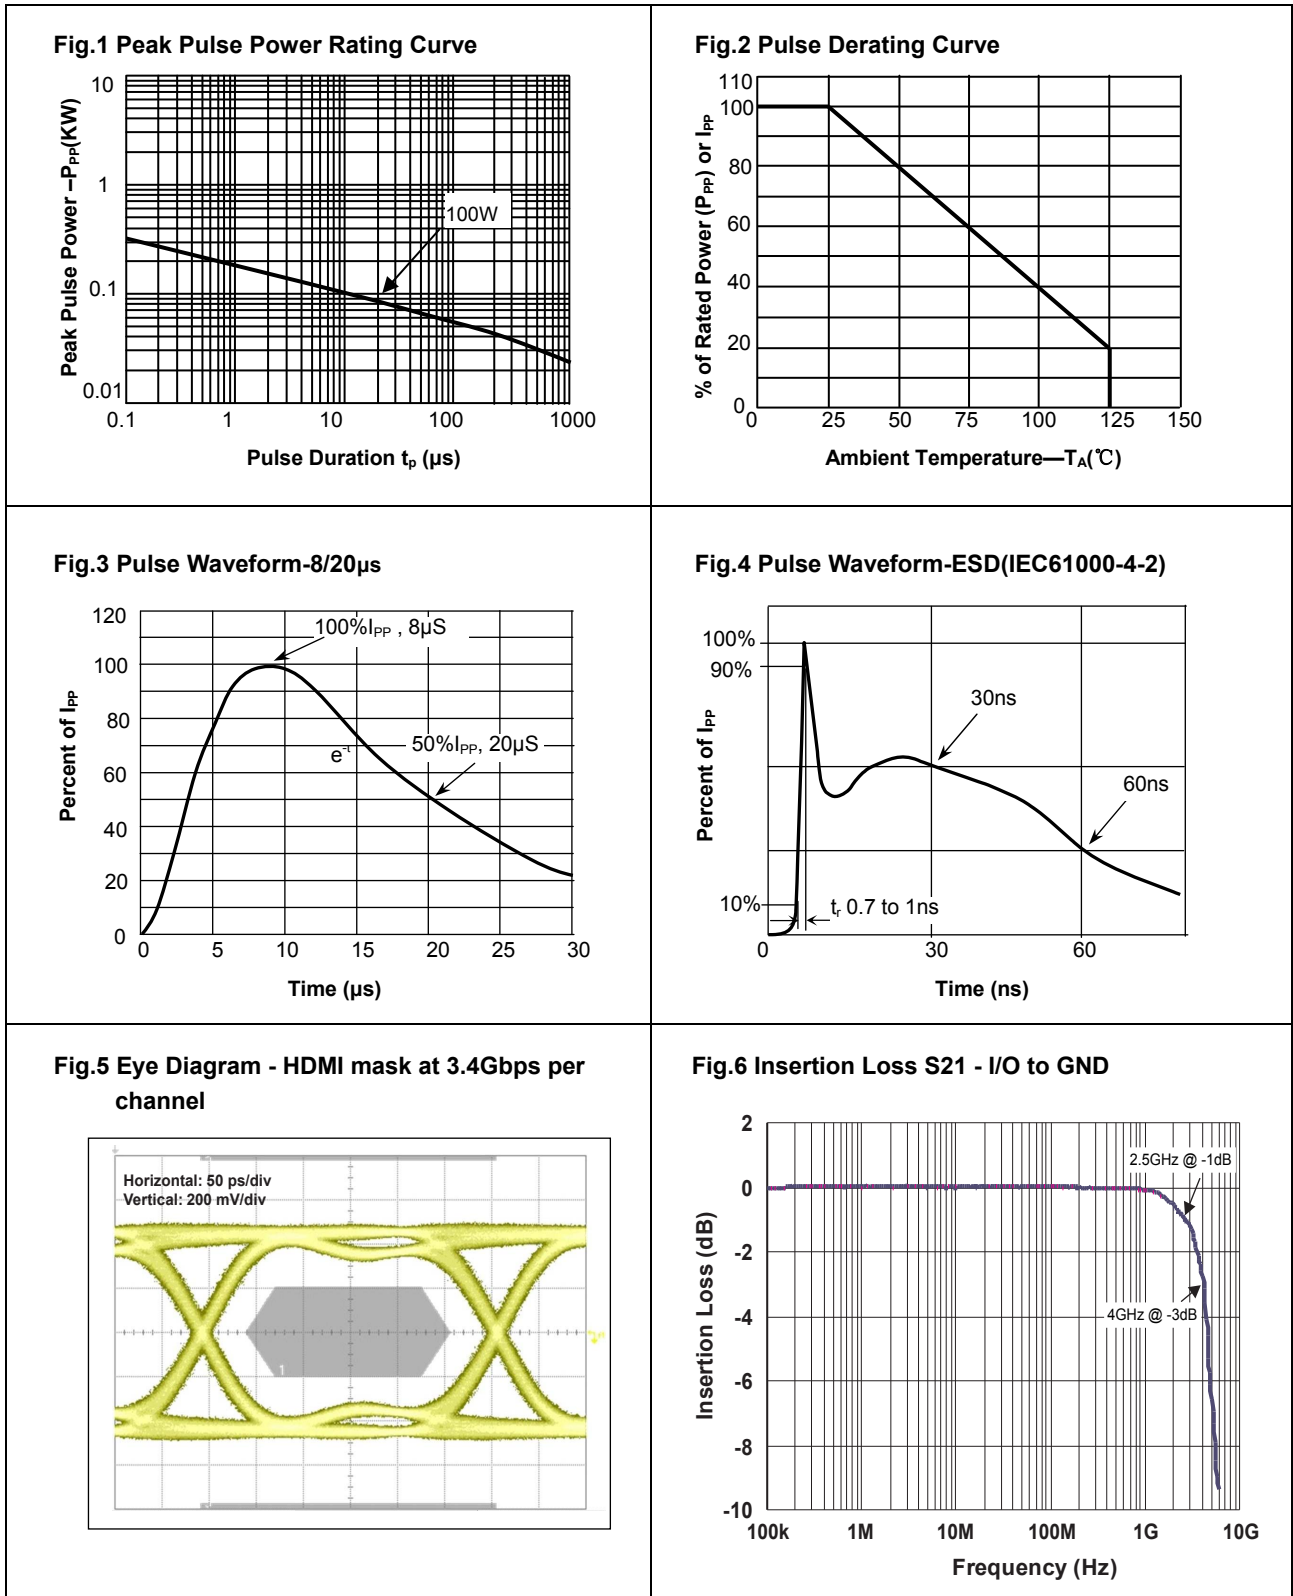 Fig.1 Peak Pulse Power Rating Curve
Peak Pulse Power –PPP(KW)
10
1
0.1
0.01
100W
0.1 1 10 100 1000
Pulse Duration tp (µs)
Fig.2 Pulse Derating Curve
% of Rated Power (PPP) or IPP
110
100
80
60
40
20
0
0 25 50 75 100 125 150
Ambient Temperature—TA(℃)
Fig.3 Pulse Waveform-8/20µs
Percent of IPP
120
100
80
60
40
20
0
100%IPP , 8µS
e-t
50%IPP, 20µS
0 5 10 15 20 25 30
Time (µs)
Fig.4 Pulse Waveform-ESD(IEC61000-4-2)
Percent of IPP
100%
90%
10%
30ns
60ns
tr 0.7 to 1ns
0 30 60
Time (ns)
Fig.5 Eye Diagram - HDMI mask at 3.4Gbps per
channel
Horizontal: 50 ps/div
Vertical: 200 mV/div
1
Fig.6 Insertion Loss S21 - I/O to GND
Insertion Loss (dB)
2
0
-2
-4
-6
-8
-10
2.5GHz @ -1dB
4GHz @ -3dB
100k 1M 10M 100M 1G 10G
Frequency (Hz)